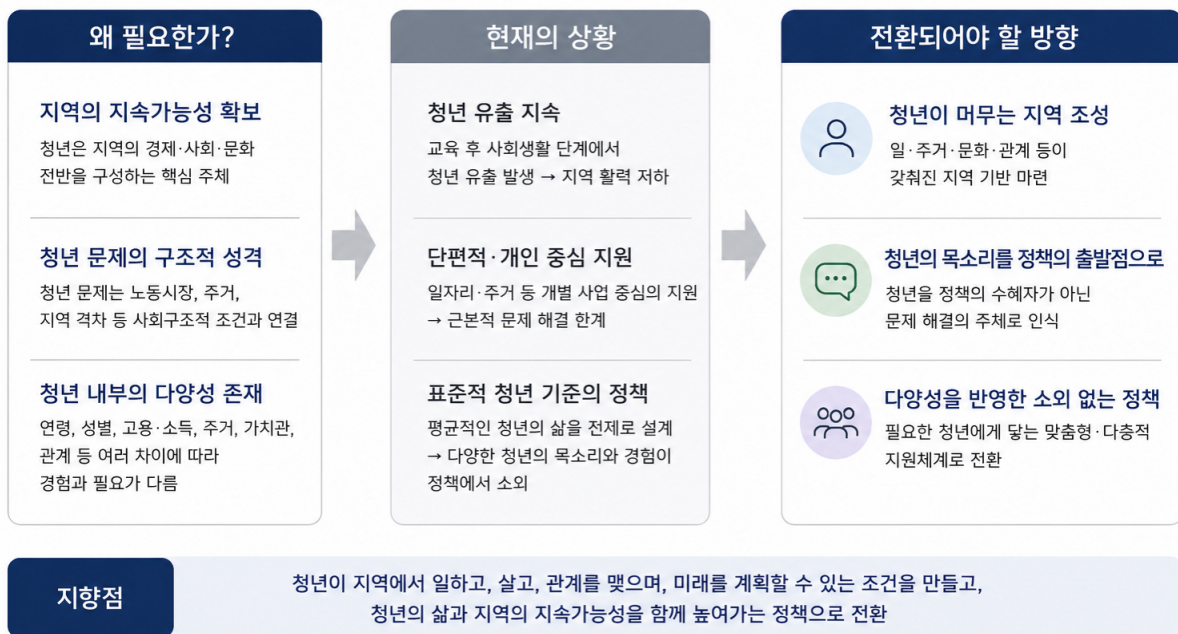 왜 필요한가?
지역의 지속가능성 확보
청년은 지역의 경제·사회·문화
전반을 구성하는 핵심 주체
청년 문제의 구조적 성격
청년 문제는 노동시장, 주거,
지역 격차 등 사회구조적 조건과 연결
청년 내부의 다양성 존재
연령, 성별, 고용·소득, 주거, 가치관,
관계 등 여러 차이에 따라
경험과 필요가 다름
현재의 상황
청년 유출 지속
교육 후 사회생활 단계에서
청년 유출 발생 → 지역 활력 저하
단편적·개인 중심 지원
일자리·주거 등 개별 사업 중심의 지원
→ 근본적 문제 해결 한계
표준적 청년 기준의 정책
평균적인 청년의 삶을 전제로 설계
→ 다양한 청년의 목소리와 경험이
정책에서 소외
전환되어야 할 방향
청년이 머무는 지역 조성
일·주거·문화·관계 등이
갖춰진 지역 기반 마련
청년의 목소리를 정책의 출발점으로
청년을 정책의 수혜자가 아닌
문제 해결의 주체로 인식
다양성을 반영한 소외 없는 정책
필요한 청년에게 닿는 맞춤형·다층적
지원체계로 전환
지향점
청년이 지역에서 일하고, 살고, 관계를 맺으며, 미래를 계획할 수 있는 조건을 만들고,
청년의 삶과 지역의 지속가능성을 함께 높여가는 정책으로 전환